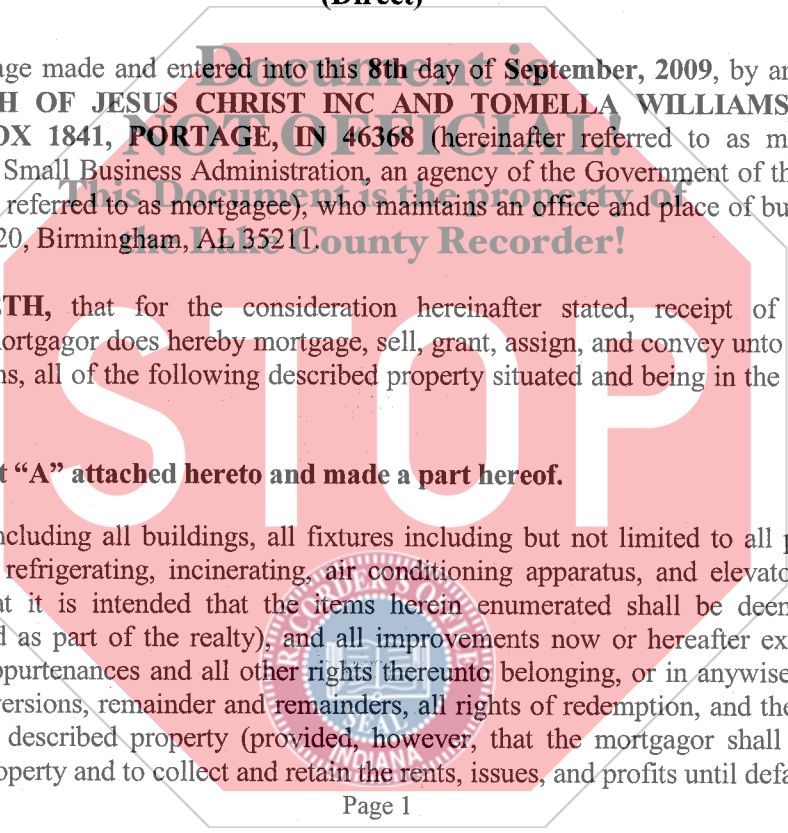 (Direct)
Document is
age made and entered into this 8th day of September, 2009, by an
H OF JESUS CHRIST INC AND TOMELLA WILLIAMS
NOT OFFICIAL!
OX 1841, PORTAGE, IN 46368 (hereinafter referred to as m
Small Business Administration, an agency of the Government of th
This Document is the property of
referred to as mortgagee), who maintains an office and place of bu
20, Birmingham, AL 35211.
the Lake County Recorder!
STH, that for the consideration hereinafter stated, receipt of
ortgagor does hereby mortgage, sell, grant, assign, and convey unto
ns, all of the following described property situated and being in the
STOP
t “A” attached hereto and made a part hereof.
ncluding all buildings, all fixtures including but not limited to all p
refrigerating, incinerating, air conditioning apparatus, and elevato
at it is intended that the items herein enumerated shall be deem
d as part of the realty), and all improvements now or hereafter ex
ppurtenances and all other rights thereunto belonging, or in anywise
versions, remainder and remainders, all rights of redemption, and the
described property (provided, however, that the mortgagor shall
operty and to collect and retain the rents, issues, and profits until defa
RECORDER'S OFFICE
SEAL
INDIANA
Page 1